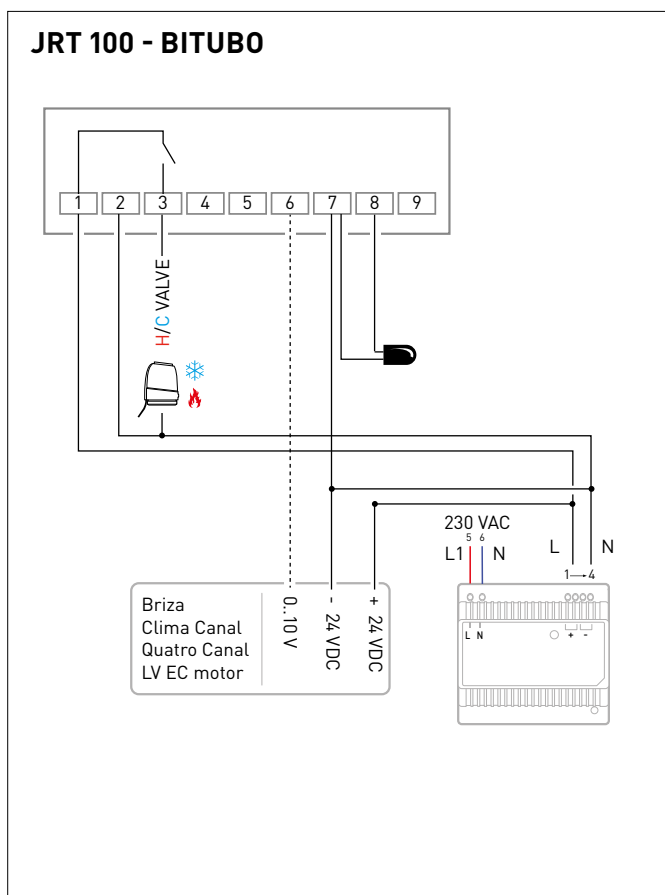 JRT 100 - BITUBO
1 2 3 4 5 6 7 8 9
H/C VALVE
230 VAC
5 6
L1 N
L N
1→4
L N
+ -
Briza
Clima Canal
Quatro Canal
LV EC motor
0..10 V
- 24 VDC
+ 24 VDC